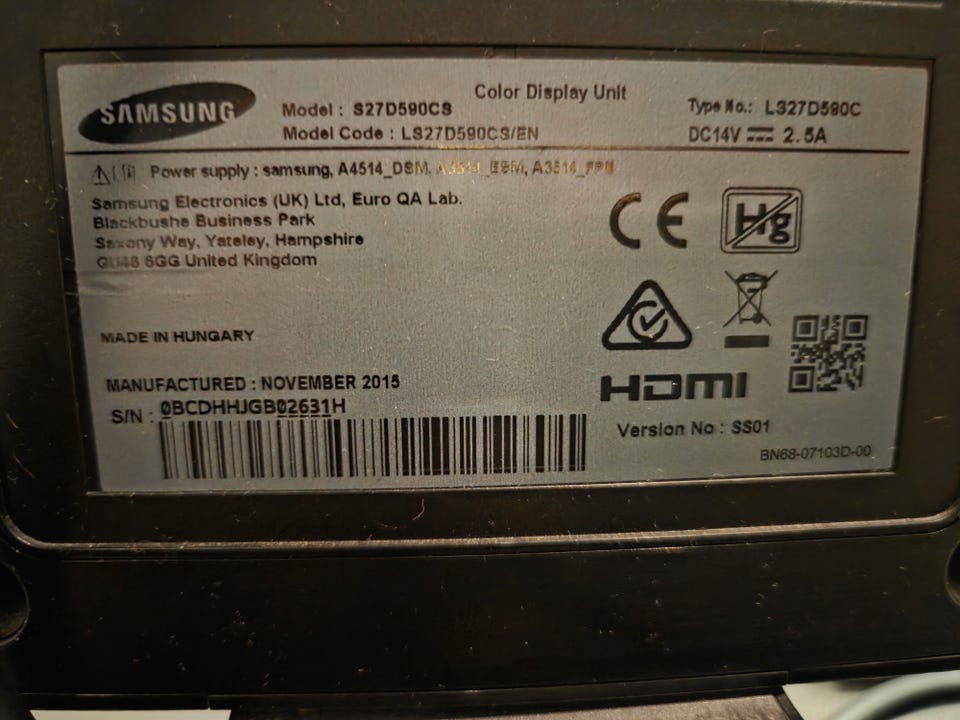 SAMSUNG
Color Display Unit
Model : S27D590CS
Model Code : LS27D590CS/EN
Type No.: LS27D590C
DC14V 2.5A
Power supply : samsung, A4514_DSM, A3514_ESM, A3514_FPN
Samsung Electronics (UK) Ltd, Euro QA Lab.
Blackbushe Business Park
Saxony Way, Yateley, Hampshire
GU46 6GG United Kingdom
CE
Hg
MADE IN HUNGARY
MANUFACTURED : NOVEMBER 2015
S/N : 0BCDHHJGB02631H
HDMI
Version No : SS01
BN68-07103D-00